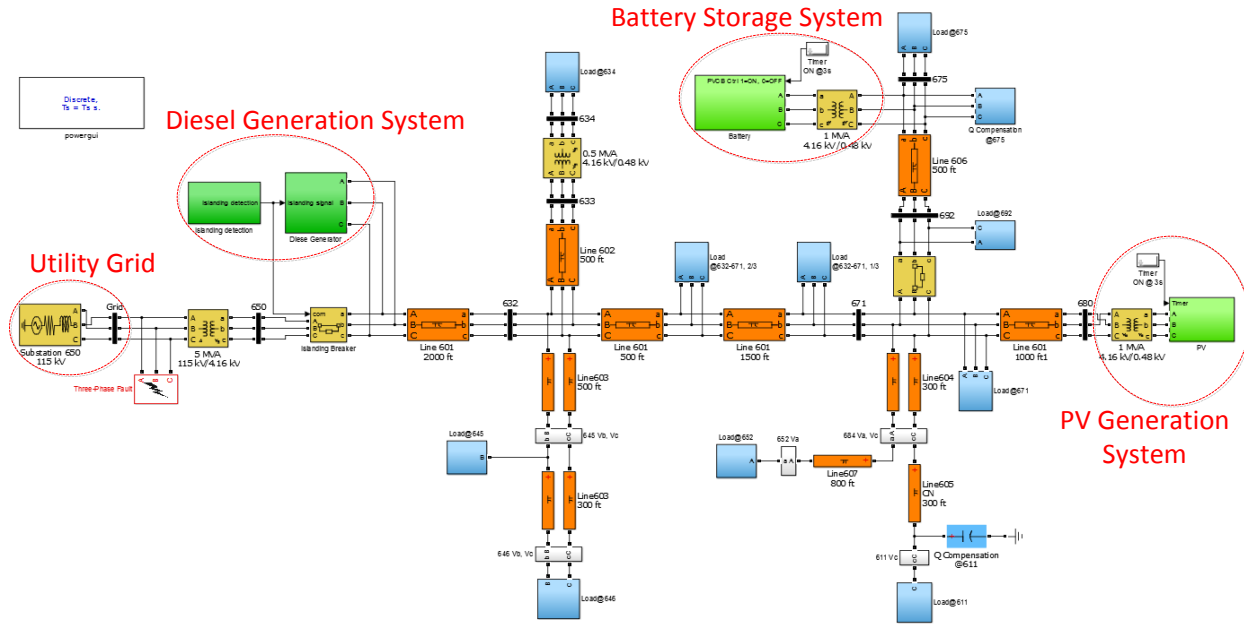 Battery Storage System
Load@675
Timer
ON @3s
675
PVCB Ctrl 1=ON, 0=OFF
Battery
1 MVA
4.16 kV/0.48 kV
Q Compensation
@675
Discrete,
Ts = Ts s.
powergui
Diesel Generation System
Load@634
634
0.5 MVA
4.16 kV/0.48 kV
633
Line 606
500 ft
692
Load@692
Islanding detection
Islanding detection
Islanding signal
Diese Generator
Line 602
500 ft
Load
@632-671, 2/3
Load
@632-671, 1/3
Timer
ON @ 3s
Timer
PV
Utility Grid
Grid
650
com
632
671
680
Substation 650
115 kV
5 MVA
115 kV/4.16 kV
Islanding Breaker
Line 601
2000 ft
Line 601
500 ft
Line 601
1500 ft
Line 601
1000 ft1
1 MVA
4.16 kV/0.48 kV
Three-Phase Fault
Line603
500 ft
Line604
300 ft
Load@671
PV Generation
System
Load@645
645 Vb, Vc
Load@652
652 Va
684 Va, Vc
Line607
800 ft
Line603
300 ft
Line605
CN
300 ft
646 Vb, Vc
611 Vc
Q Compensation
@611
Load@646
Load@611